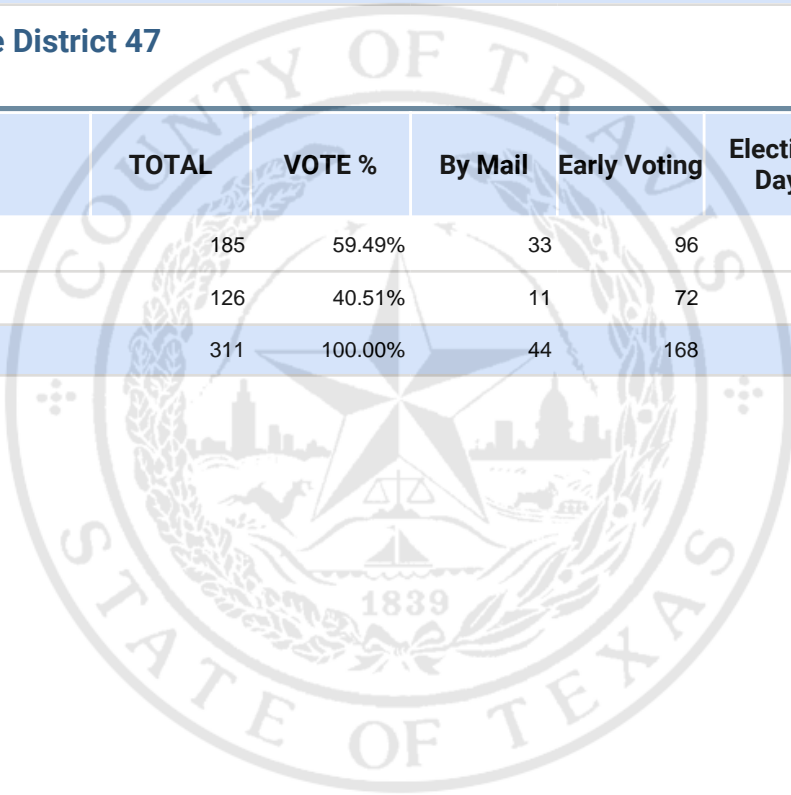 e District 47
TOTAL VOTE % By Mail Early Voting Electi
Day
185 59.49% 33 96
126 40.51% 11 72
311 100.00% 44 168
COUNTY OF TRAVIS
1839
STATE OF TEXAS